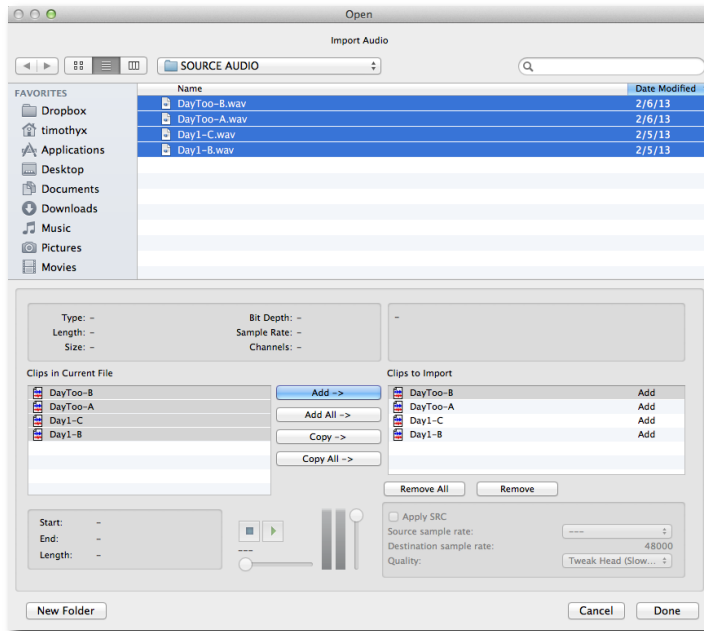 Open
Import Audio
SOURCE AUDIO
FAVORITES
Dropbox
timothyx
Applications
Desktop
Documents
Downloads
Music
Pictures
Movies
Name Date Modified
DayToo-B.wav 2/6/13
DayToo-A.wav 2/6/13
Day1-C.wav 2/5/13
Day1-B.wav 2/5/13
Type: - Bit Depth: - -
Length: - Sample Rate: -
Size: - Channels: -
Clips in Current File
DayToo-B
DayToo-A
Day1-C
Day1-B
Add ->
Add All ->
Copy ->
Copy All ->
Clips to Import
DayToo-B Add
DayToo-A Add
Day1-C Add
Day1-B Add
Remove All Remove
Start: -
End: -
Length: -
---
Apply SRC
Source sample rate: ---
Destination sample rate: 48000
Quality: Tweak Head (Slow...
New Folder Cancel Done